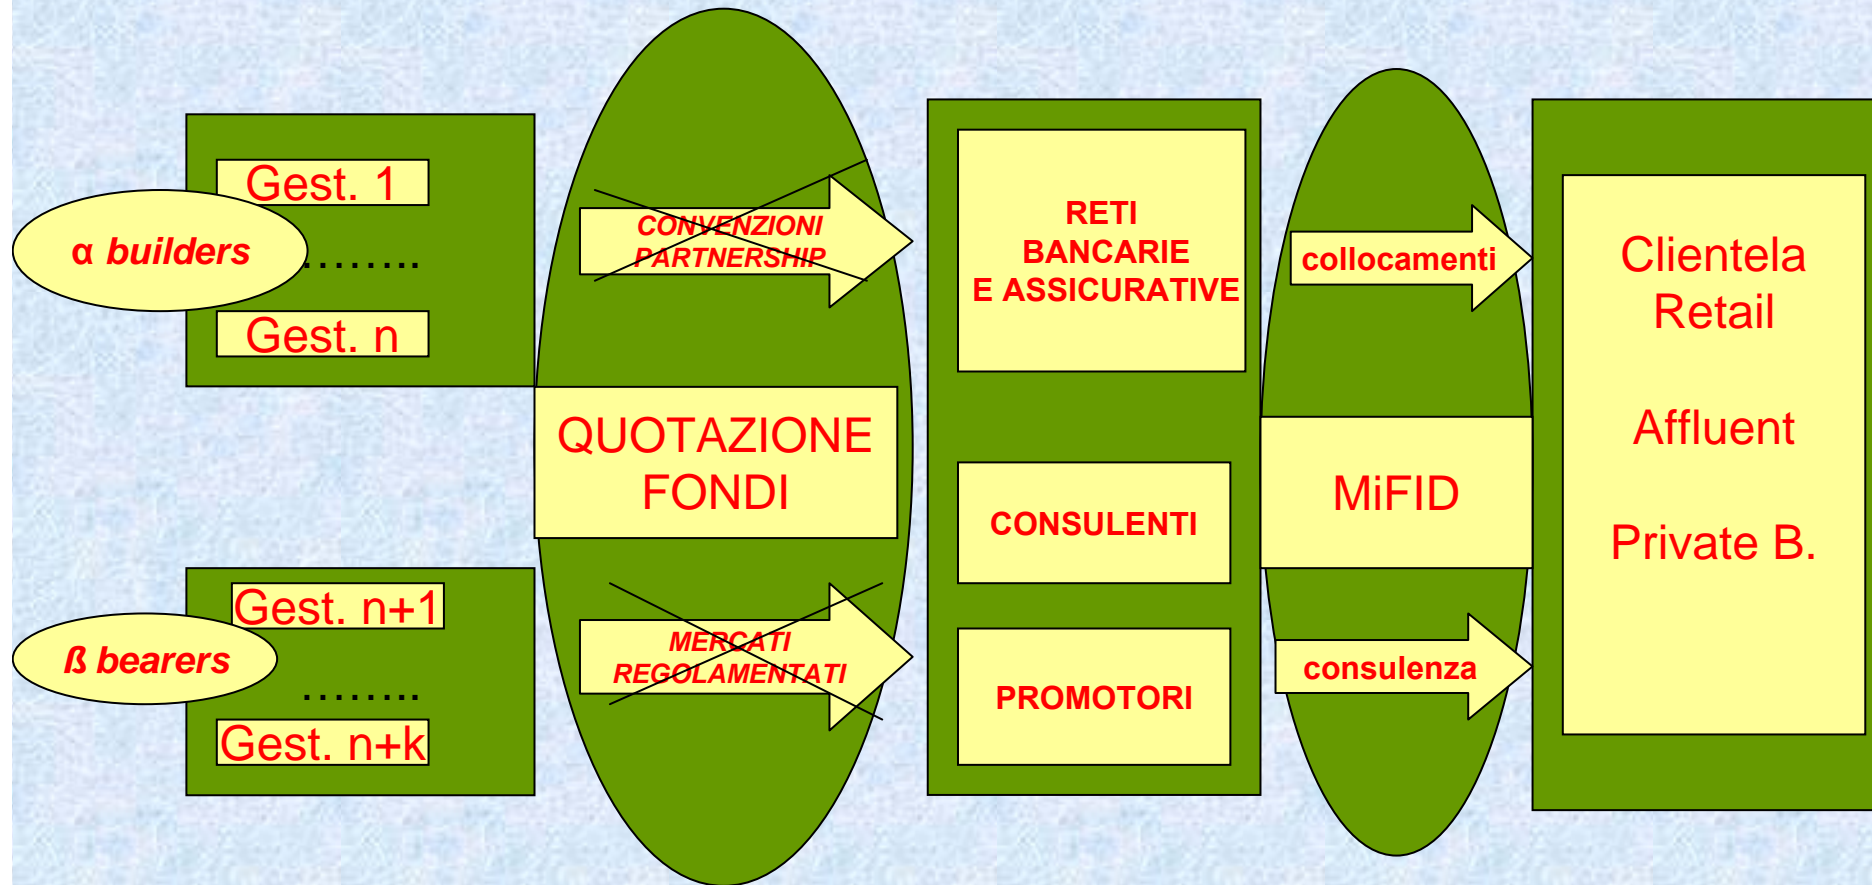 α builders
Gest. 1
........
Gest. n
ß bearers
Gest. n+1
........
Gest. n+k
CONVENZIONI
PARTNERSHIP
QUOTAZIONE
FONDI
MERCATI
REGOLAMENTATI
RETI
BANCARIE
E ASSICURATIVE
CONSULENTI
PROMOTORI
collocamenti
MiFID
consulenza
Clientela
Retail
Affluent
Private B.